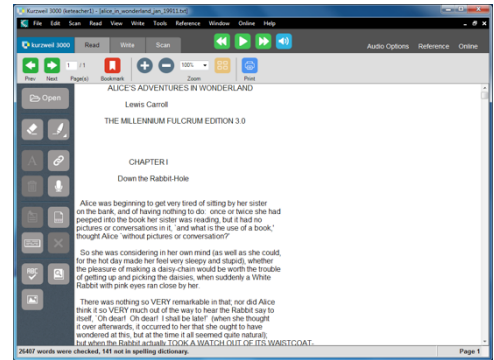 Kurzweil 3000 (keteacher1) - [alice_in_wonderland_jan_19911.txt]
File Edit Scan Read View Write Tools Reference Window Online Help
kurzweil 3000 Read Write Scan Audio Options Reference Online
1 /1 100%
Prev Next Page(s) Bookmark Zoom Print
Open
ALICE'S ADVENTURES IN WONDERLAND
Lewis Carroll
THE MILLENNIUM FULCRUM EDITION 3.0
CHAPTER I
Down the Rabbit-Hole
Alice was beginning to get very tired of sitting by her sister
on the bank, and of having nothing to do: once or twice she had
peeped into the book her sister was reading, but it had no
pictures or conversations in it, `and what is the use of a book,'
thought Alice `without pictures or conversation?'
So she was considering in her own mind (as well as she could,
for the hot day made her feel very sleepy and stupid), whether
the pleasure of making a daisy-chain would be worth the trouble
of getting up and picking the daisies, when suddenly a White
Rabbit with pink eyes ran close by her.
There was nothing so VERY remarkable in that; nor did Alice
think it so VERY much out of the way to hear the Rabbit say to
itself, `Oh dear! Oh dear! I shall be late!' (when she thought
it over afterwards, it occurred to her that she ought to have
wondered at this, but at the time it all seemed quite natural);
but when the Rabbit actually TOOK A WATCH OUT OF ITS WAISTCOAT-
26407 words were checked, 141 not in spelling dictionary. Page 1